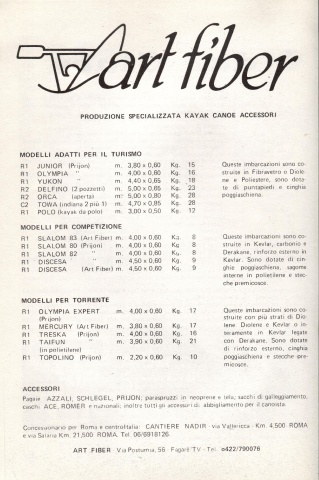 art fiber
PRODUZIONE SPECIALIZZATA KAYAK CANOE ACCESSORI
MODELLI ADATTI PER IL TURISMO
R1 JUNIOR (Prijon) m. 3,80 x 0,60 Kg. 15
R1 OLYMPIA " m. 4,00 x 0,60 Kg. 16
R1 YUKON " m. 4,40 x 0,65 Kg. 18
R2 DELFINO (2 pozzetti) m. 5,00 x 0,65 Kg. 23
R2 ORCA (aperta) m. 5,00 x 0,80 Kg. 28
C2 TOWA (indiana 2 più 1) m. 4,70 x 0,85 Kg. 28
R1 POLO (kayak da polo) m. 3,00 x 0,50 Kg. 17
Queste imbarcazioni sono co-
struite in Fibravetro o Diole-
ne e Poliestere, sono dota-
te di puntapiedi e cinghia
poggiaschiena.
MODELLI PER COMPETIZIONE
R1 SLALOM 83 (Art Fiber) m. 4,00 x 0,60 Kg. 8
R1 SLALOM 80 (Prijon) m. 4,00 x 0,60 Kg. 8
R1 SLALOM 82 " m. 4,00 x 0,60 Kg. 8
R1 DISCESA " m. 4,50 x 0,60 Kg. 9
R1 DISCESA (Art Fiber) m. 4,50 x 0,60 Kg. 9
Queste imbarcazioni sono co-
struite in Kevlar, carbonio e
Derakane, rinforzo esterno in
Kevlar. Sono dotate di cin-
ghie poggiaschiena, sagome
interne in polietilene e stec-
che premicosce.
MODELLI PER TORRENTE
R1 OLYMPIA EXPERT m. 4,00 x 0,60 Kg. 17
(Prijon)
R1 MERCURY (Art Fiber) m. 3,80 x 0,60 Kg. 17
R1 TRESKA (Prijon) m. 4,00 x 0,60 Kg. 16
R1 TAIFUN " m. 3,90 x 0,60 Kg. 21
(in polietilene)
R1 TOPOLINO (Prijon) m. 2,20 x 0,60 Kg. 10
Queste imbarcazioni sono co-
struite con più strati di Dio
lene Diolene e Kevlar o in-
teramente in Kevlar legate
con Derakane. Sono dotate
di rinforzo esterno, cinghia
poggiaschiena e stecche-pre-
micosce.
ACCESSORI
Pagaie AZZALI, SCHLEGEL, PRIJON; paraspruzzi in neoprene e tela; sacchi di galleggiamento,
caschi ACE, ROMER e nazionali; inoltre tutti gli accessori di abbigliamento per il canoista.
Concessionario per Roma e centroItalia: CANTIERE NADIR - via Vallericca - Km. 4,500 ROMA
e via Salaria Km. 21,500 ROMA. Tel. 06/6918126.
ART FIBER Via Postumia, 56 - Fagarè TV - Tel. 0422/790076